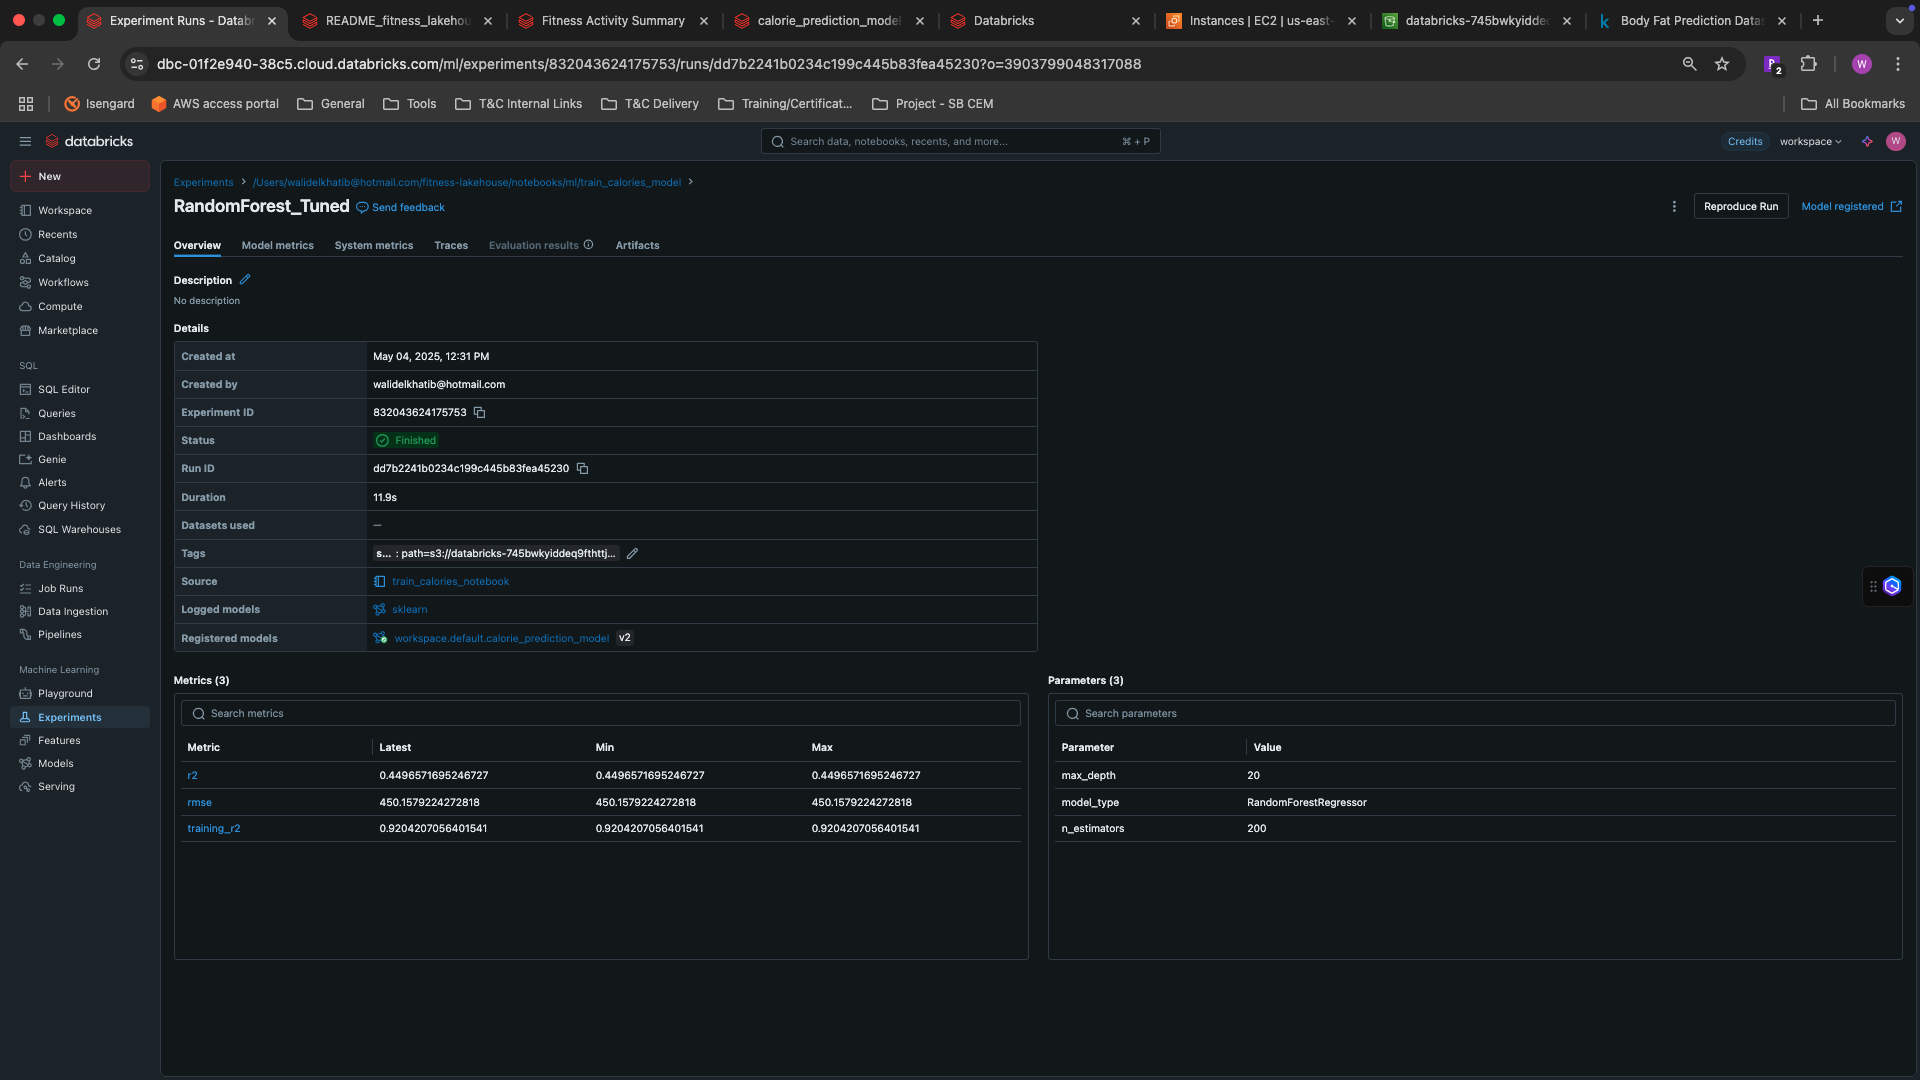 Experiment Runs - Datab
README_fitness_lakehou
Fitness Activity Summary
calorie_prediction_model
Databricks
Instances | EC2 | us-east-
databricks-745bwkyidde
Body Fat Prediction Data
dbc-01f2e940-38c5.cloud.databricks.com/ml/experiments/832043624175753/runs/dd7b2241b0234c199c445b83fea45230?o=3903799048317088
2
W
Isengard
AWS access portal
General
Tools
T&C Internal Links
T&C Delivery
Training/Certificat...
Project - SB CEM
All Bookmarks
databricks
Search data, notebooks, recents, and more...
⌘ + P
Credits
workspace
W
New
Workspace
Recents
Catalog
Workflows
Compute
Marketplace
SQL
SQL Editor
Queries
Dashboards
Genie
Alerts
Query History
SQL Warehouses
Data Engineering
Job Runs
Data Ingestion
Pipelines
Machine Learning
Playground
Experiments
Features
Models
Serving
Experiments > /Users/walidelkhatib@hotmail.com/fitness-lakehouse/notebooks/ml/train_calories_model >
RandomForest_Tuned Send feedback
Reproduce Run
Model registered
Overview Model metrics System metrics Traces Evaluation results Artifacts
Description
No description
Details
Created at May 04, 2025, 12:31 PM
Created by walidelkhatib@hotmail.com
Experiment ID 832043624175753
Status Finished
Run ID dd7b2241b0234c199c445b83fea45230
Duration 11.9s
Datasets used —
Tags s... : path=s3://databricks-745bwkyiddeq9fthttj...
Source train_calories_notebook
Logged models sklearn
Registered models workspace.default.calorie_prediction_model v2
Metrics (3)
Search metrics
Metric Latest Min Max
r2 0.4496571695246727 0.4496571695246727 0.4496571695246727
rmse 450.1579224272818 450.1579224272818 450.1579224272818
training_r2 0.9204207056401541 0.9204207056401541 0.9204207056401541
Parameters (3)
Search parameters
Parameter Value
max_depth 20
model_type RandomForestRegressor
n_estimators 200